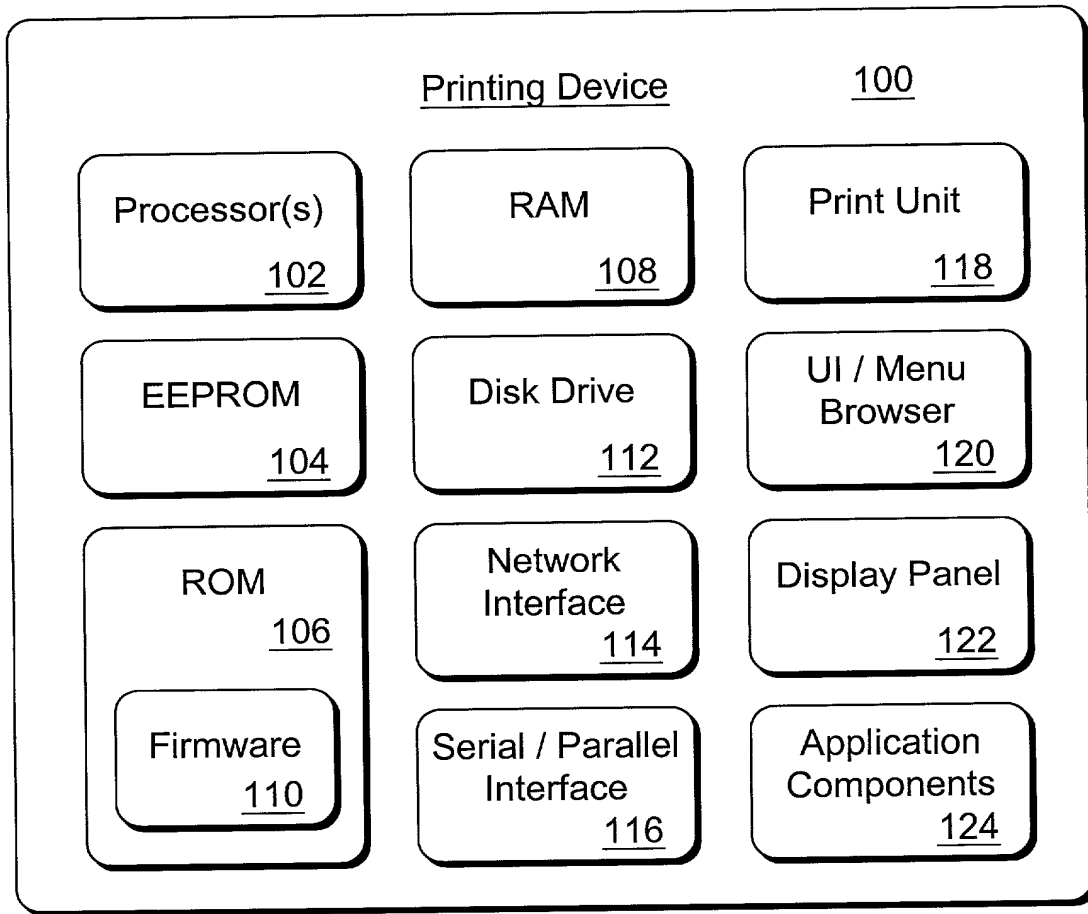 Printing Device 100
Processor(s)
102
RAM
108
Print Unit
118
EEPROM
104
Disk Drive
112
UI / Menu
Browser
120
ROM
106
Firmware
110
Network
Interface
114
Display Panel
122
Serial / Parallel
Interface
116
Application
Components
124